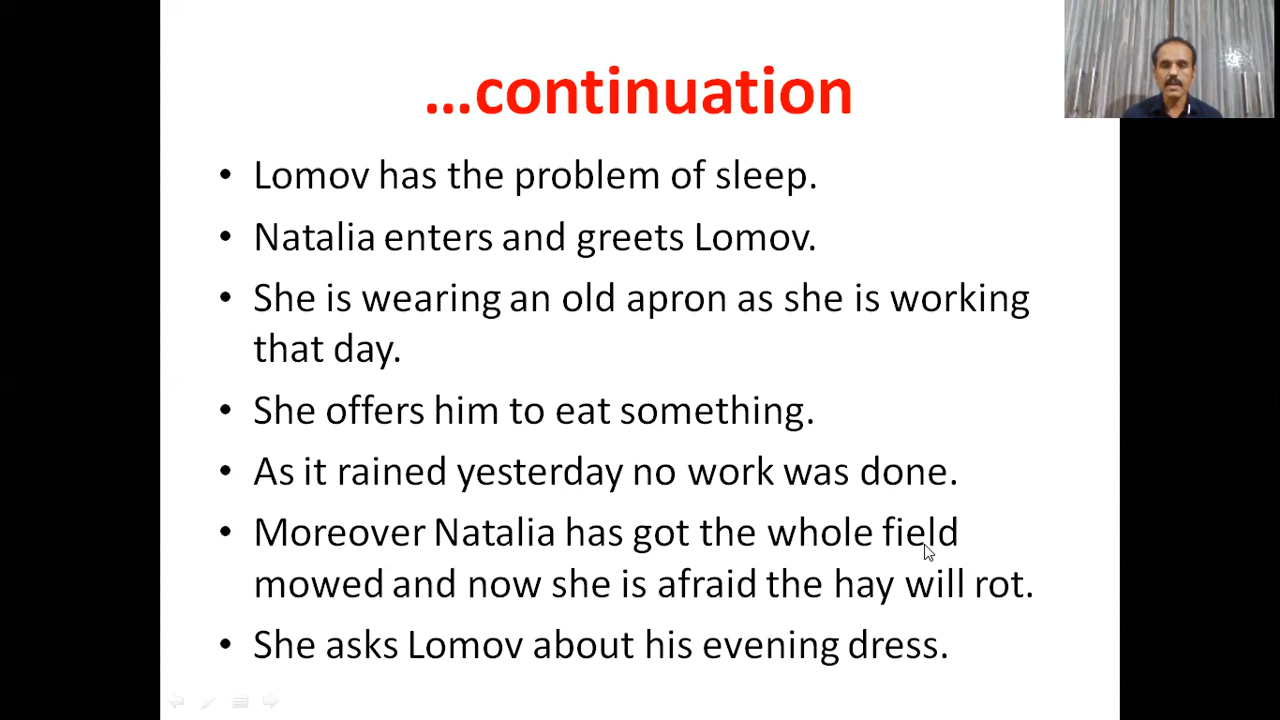 ...continuation
• Lomov has the problem of sleep.
• Natalia enters and greets Lomov.
• She is wearing an old apron as she is working
that day.
• She offers him to eat something.
• As it rained yesterday no work was done.
• Moreover Natalia has got the whole field
mowed and now she is afraid the hay will rot.
• She asks Lomov about his evening dress.